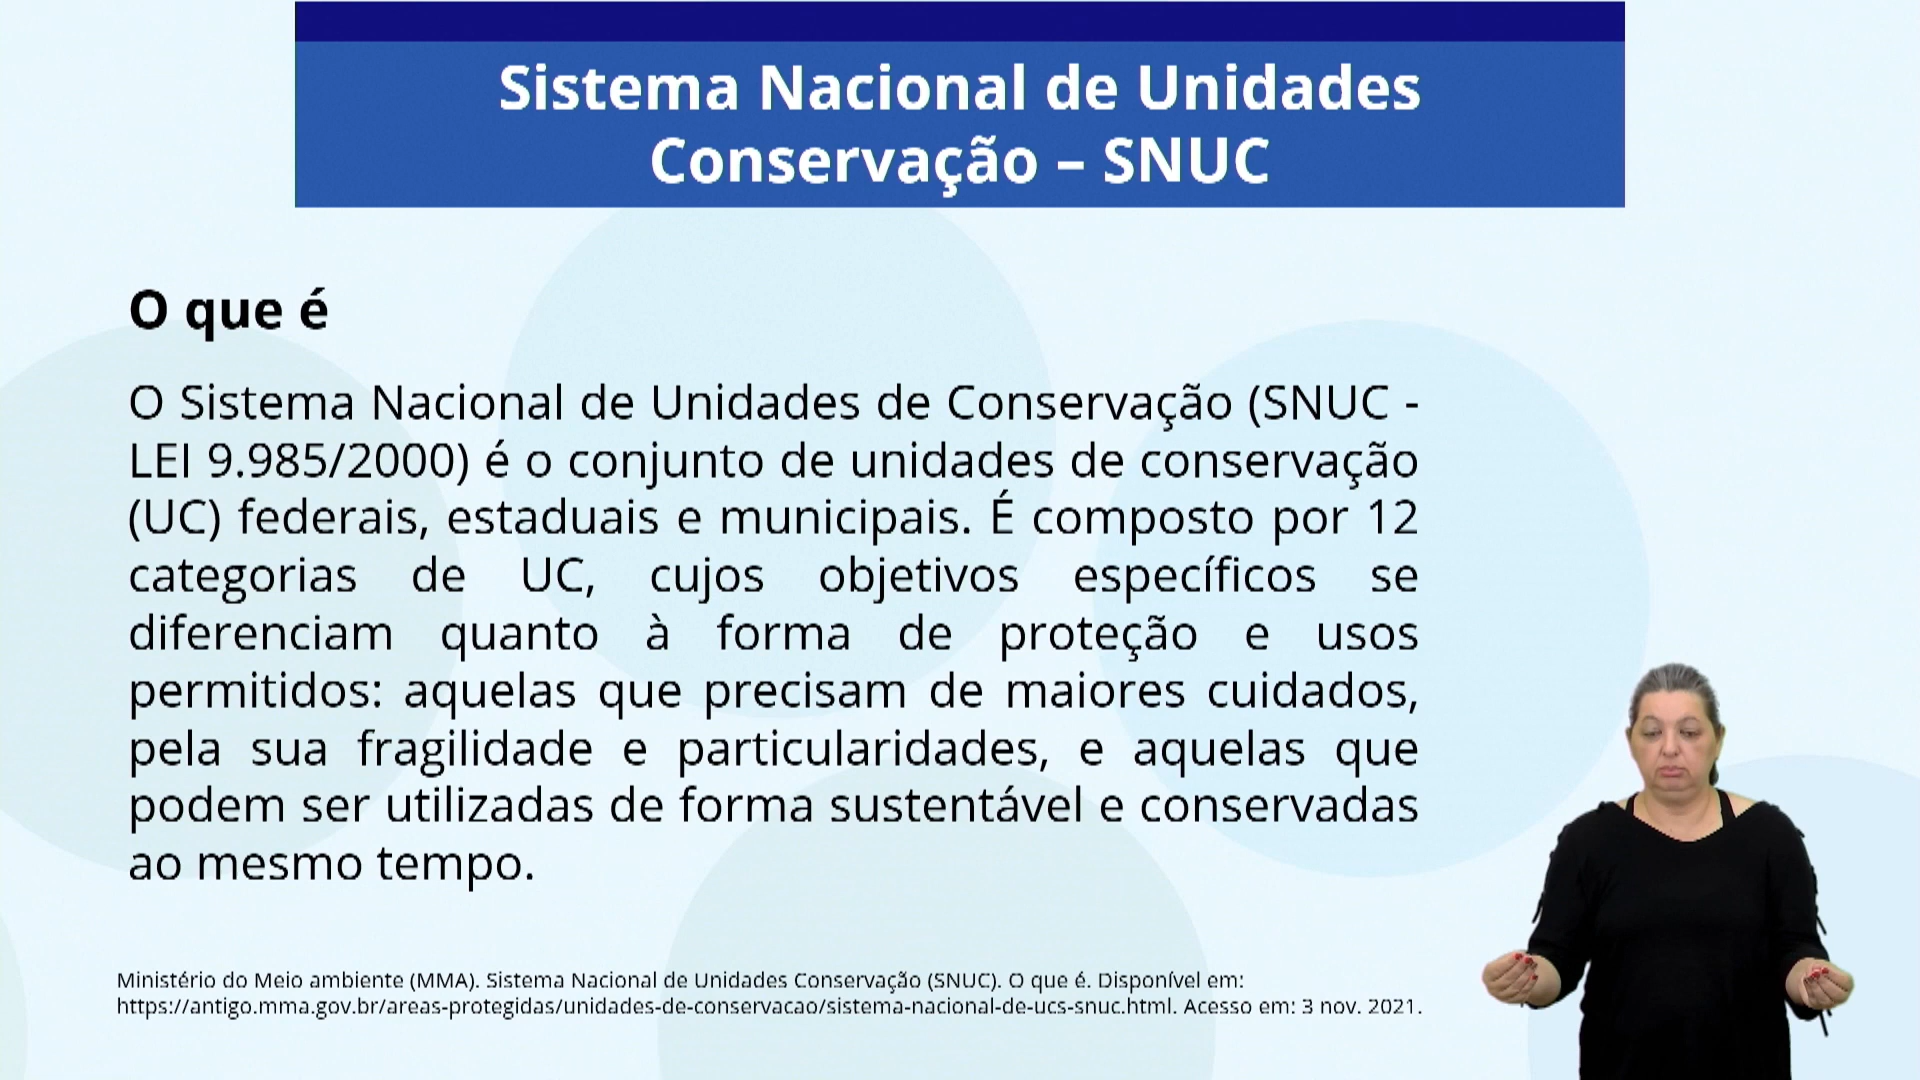 Sistema Nacional de Unidades
Conservação – SNUC
O que é
O Sistema Nacional de Unidades de Conservação (SNUC -
LEI 9.985/2000) é o conjunto de unidades de conservação
(UC) federais, estaduais e municipais. É composto por 12
categorias de UC, cujos objetivos específicos se
diferenciam quanto à forma de proteção e usos
permitidos: aquelas que precisam de maiores cuidados,
pela sua fragilidade e particularidades, e aquelas que
podem ser utilizadas de forma sustentável e conservadas
ao mesmo tempo.
Ministério do Meio ambiente (MMA). Sistema Nacional de Unidades Conservação (SNUC). O que é. Disponível em:
https://antigo.mma.gov.br/areas-protegidas/unidades-de-conservacao/sistema-nacional-de-ucs-snuc.html. Acesso em: 3 nov. 2021.